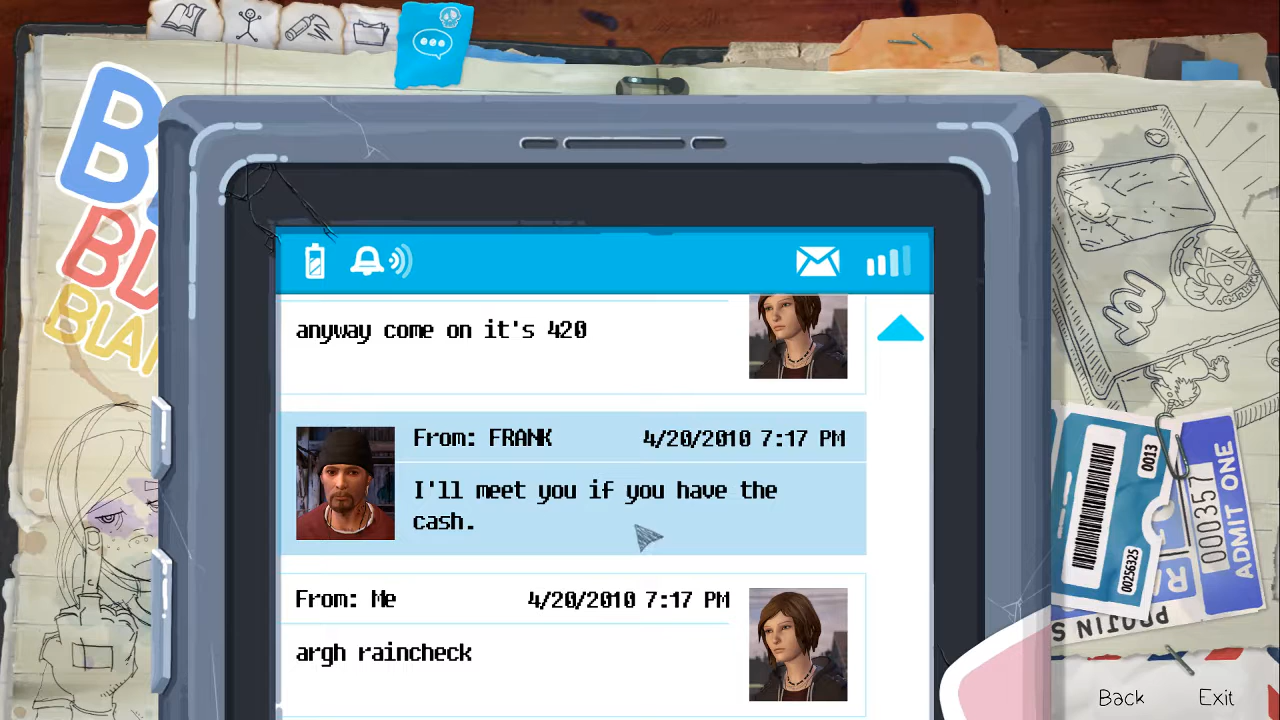 anyway come on it's 420
From: FRANK 4/20/2010 7:17 PM
I'll meet you if you have the
cash.
From: Me 4/20/2010 7:17 PM
argh raincheck
0013
00256325
000357
ADMIT ONE
Back
Exit